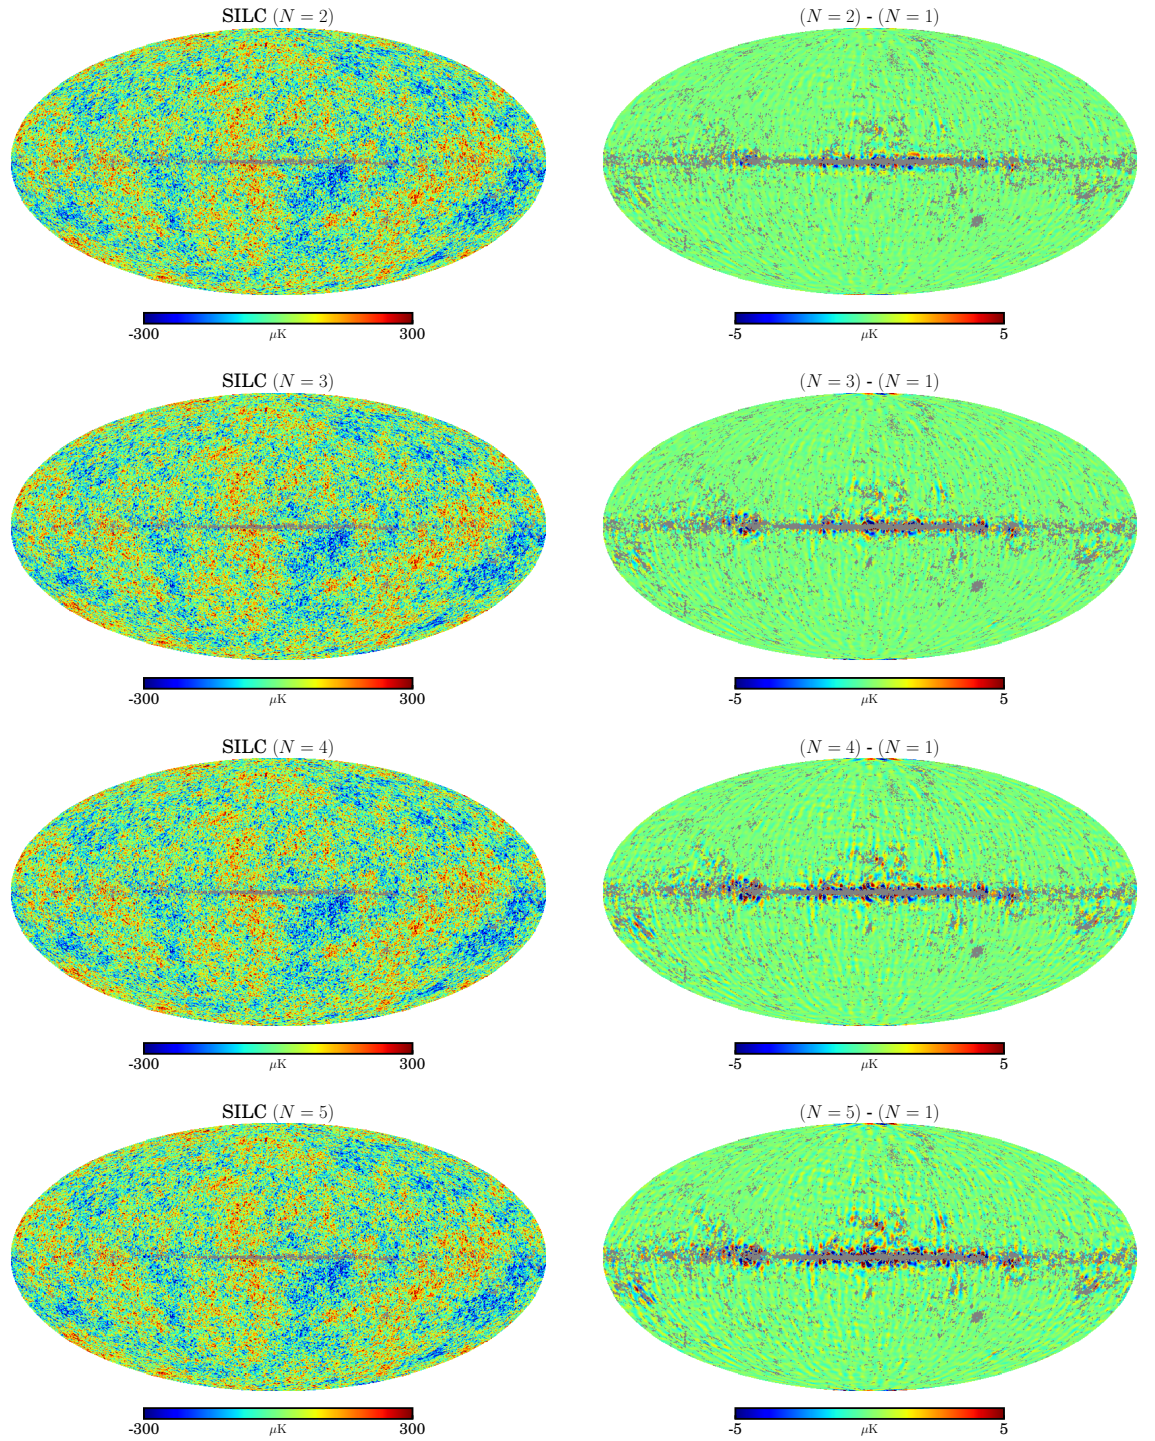 SILC (N = 2)
(N = 2) - (N = 1)
-300 μK 300
-5 μK 5
SILC (N = 3)
(N = 3) - (N = 1)
-300 μK 300
-5 μK 5
SILC (N = 4)
(N = 4) - (N = 1)
-300 μK 300
-5 μK 5
SILC (N = 5)
(N = 5) - (N = 1)
-300 μK 300
-5 μK 5